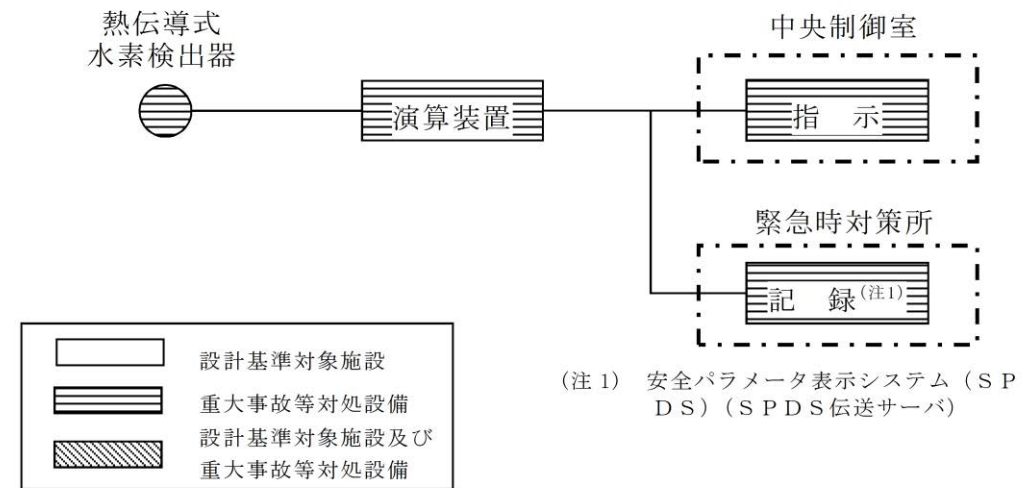 熱伝導式
水素検出器
演算装置
中央制御室
指　示
緊急時対策所
記　録(注1)
設計基準対象施設
重大事故等対処設備
設計基準対象施設及び
重大事故等対処設備
(注 1)　安全パラメータ表示システム（ＳＰ
ＤＳ）（ＳＰＤＳ伝送サーバ）